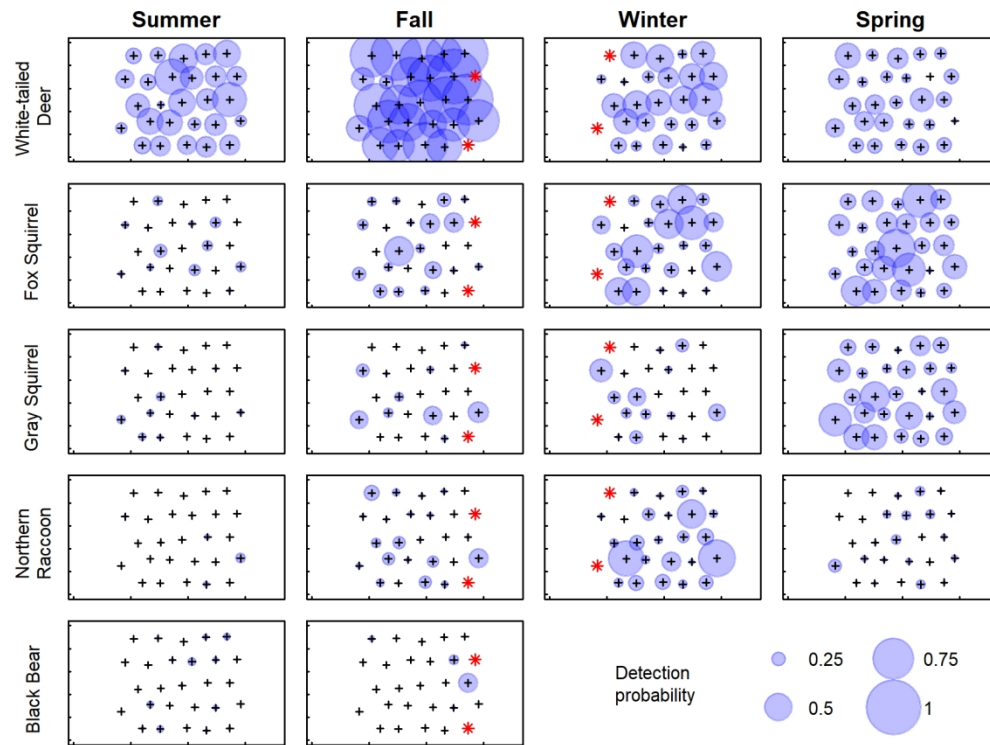 Summer Fall Winter Spring
White-tailed
Deer
Fox Squirrel
Gray Squirrel
Northern
Raccoon
Black Bear
Detection
probability
0.25 0.75
0.5 1